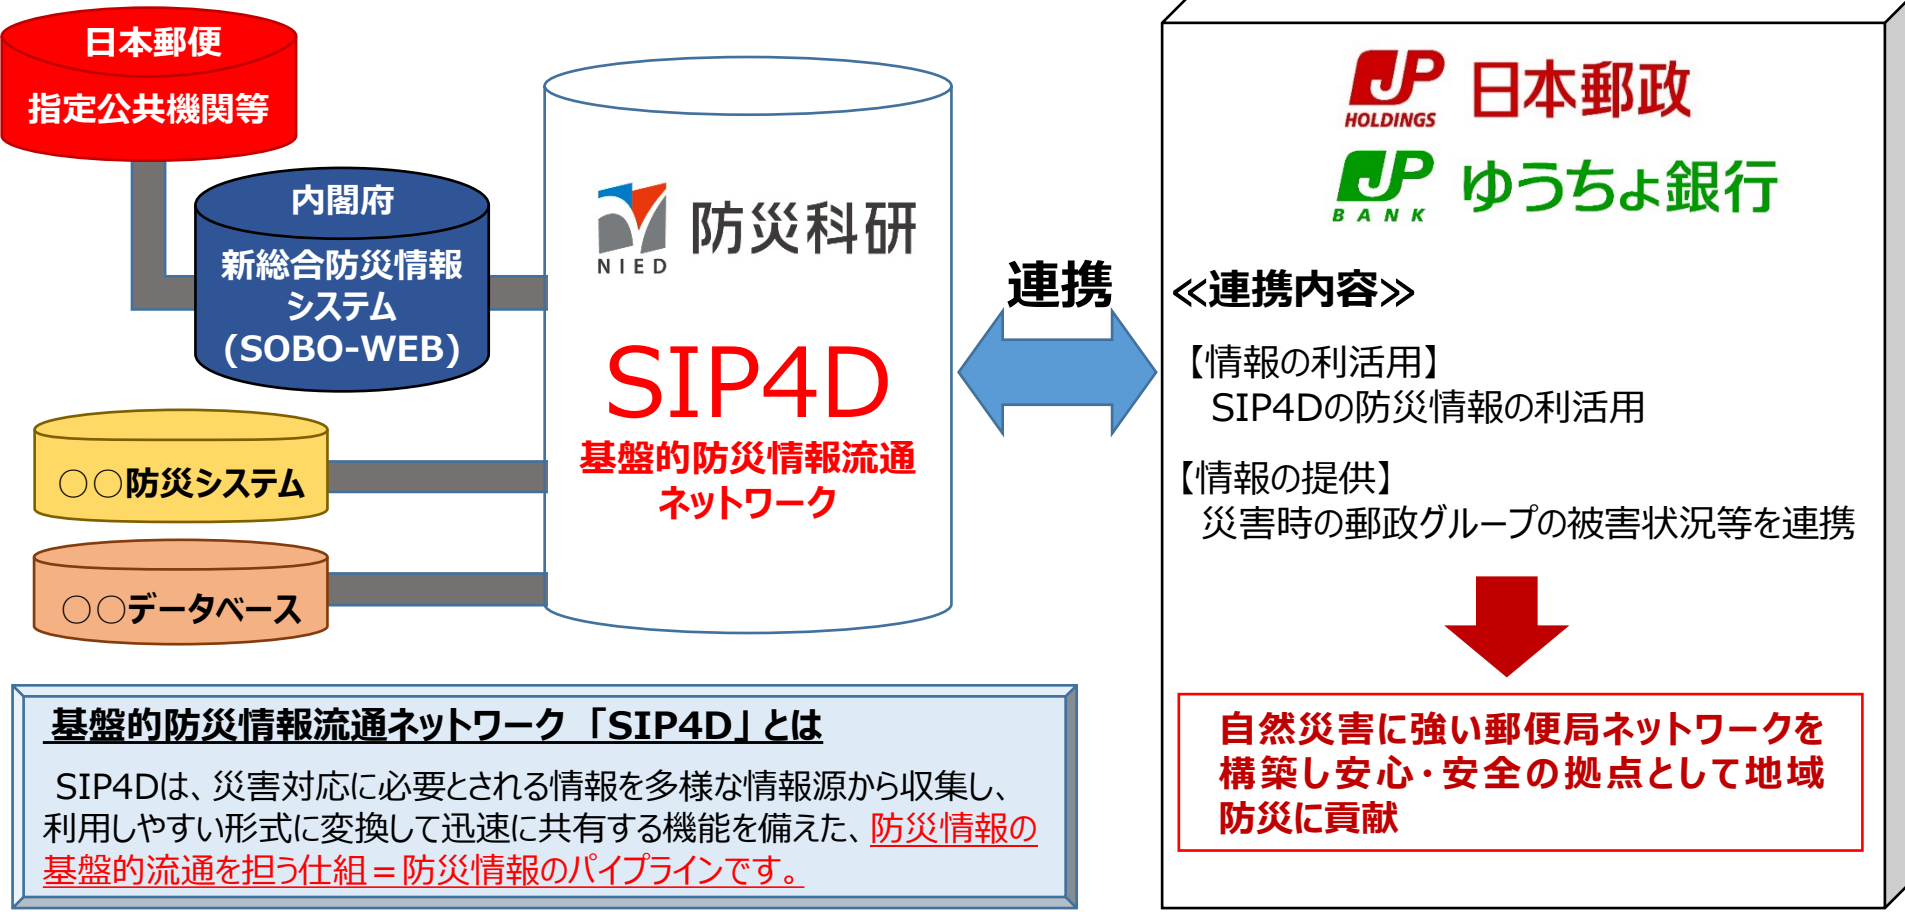 日本郵便
指定公共機関等
内閣府
新総合防災情報
システム
(SOBO-WEB)
○○防災システム
○○データベース
NIED
防災科研
SIP4D
基盤的防災情報流通
ネットワーク
連携
JP
HOLDINGS
日本郵政
JP
BANK
ゆうちょ銀行
≪連携内容≫
【情報の利活用】
SIP4Dの防災情報の利活用
【情報の提供】
災害時の郵政グループの被害状況等を連携
自然災害に強い郵便局ネットワークを
構築し安心・安全の拠点として地域
防災に貢献
基盤的防災情報流通ネットワーク「SIP4D」とは
SIP4Dは、災害対応に必要とされる情報を多様な情報源から収集し、
利用しやすい形式に変換して迅速に共有する機能を備えた、防災情報の
基盤的流通を担う仕組＝防災情報のパイプラインです。